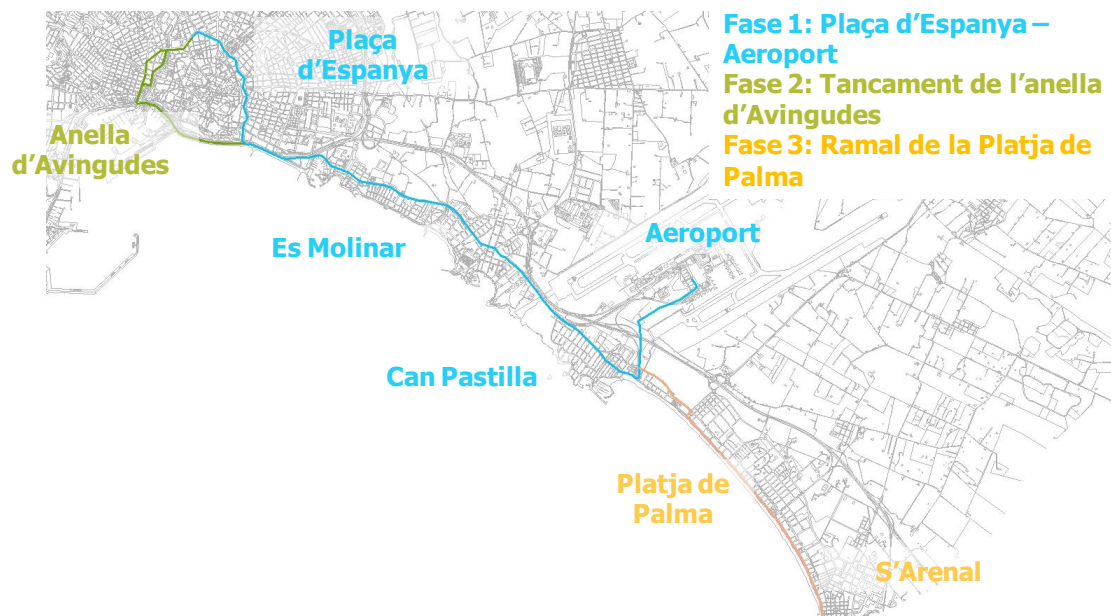 Fase 1: Plaça d’Espanya –
Aeroport
Fase 2: Tancament de l’anella
d’Avingudes
Fase 3: Ramal de la Platja de
Palma
Plaça
d’Espanya
Anella
d’Avingudes
Es Molinar
Aeroport
Can Pastilla
Platja de
Palma
S’Arenal